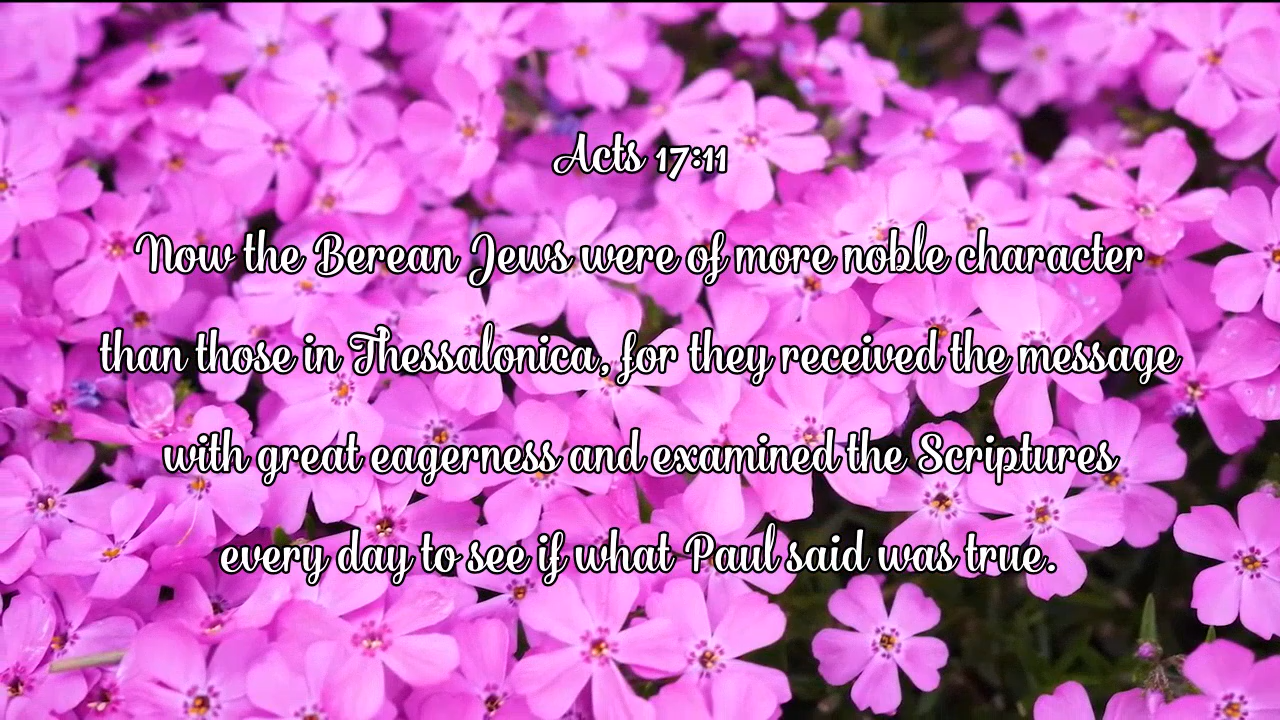 Acts 17:11
Now the Berean Jews were of more noble character
than those in Thessalonica, for they received the message
with great eagerness and examined the Scriptures
every day to see if what Paul said was true.